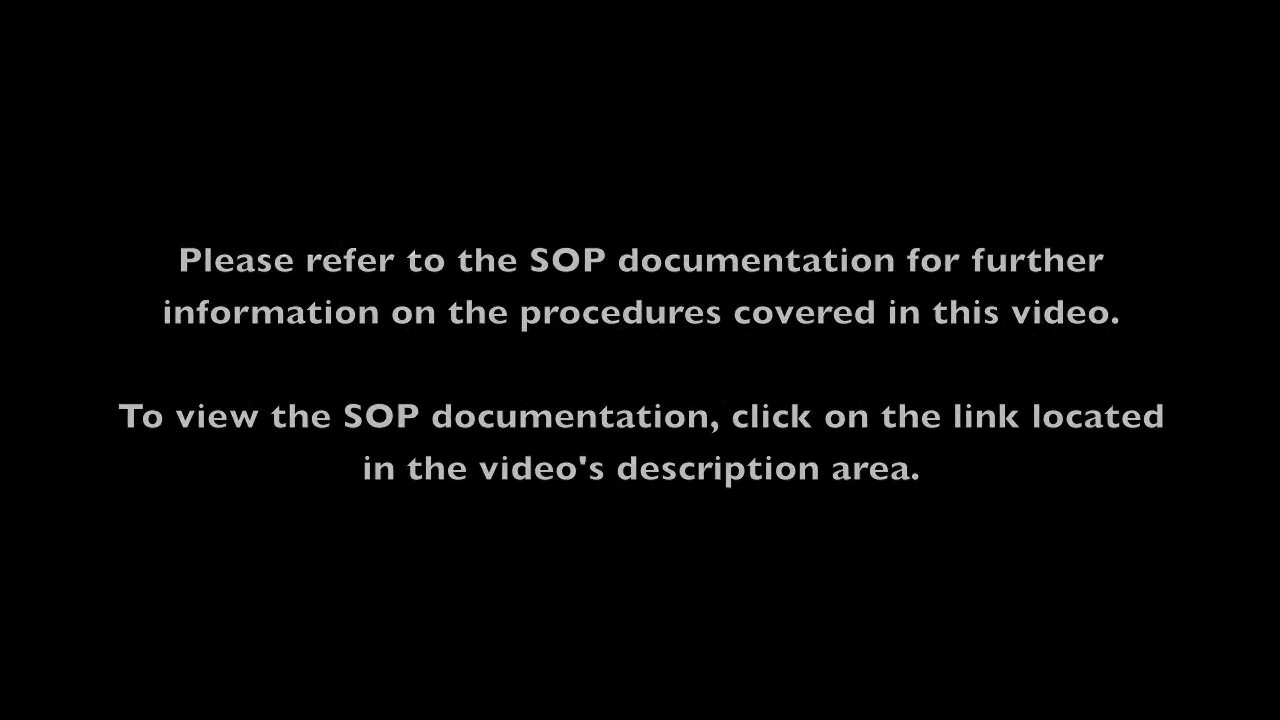 Please refer to the SOP documentation for further
information on the procedures covered in this video.
To view the SOP documentation, click on the link located
in the video's description area.